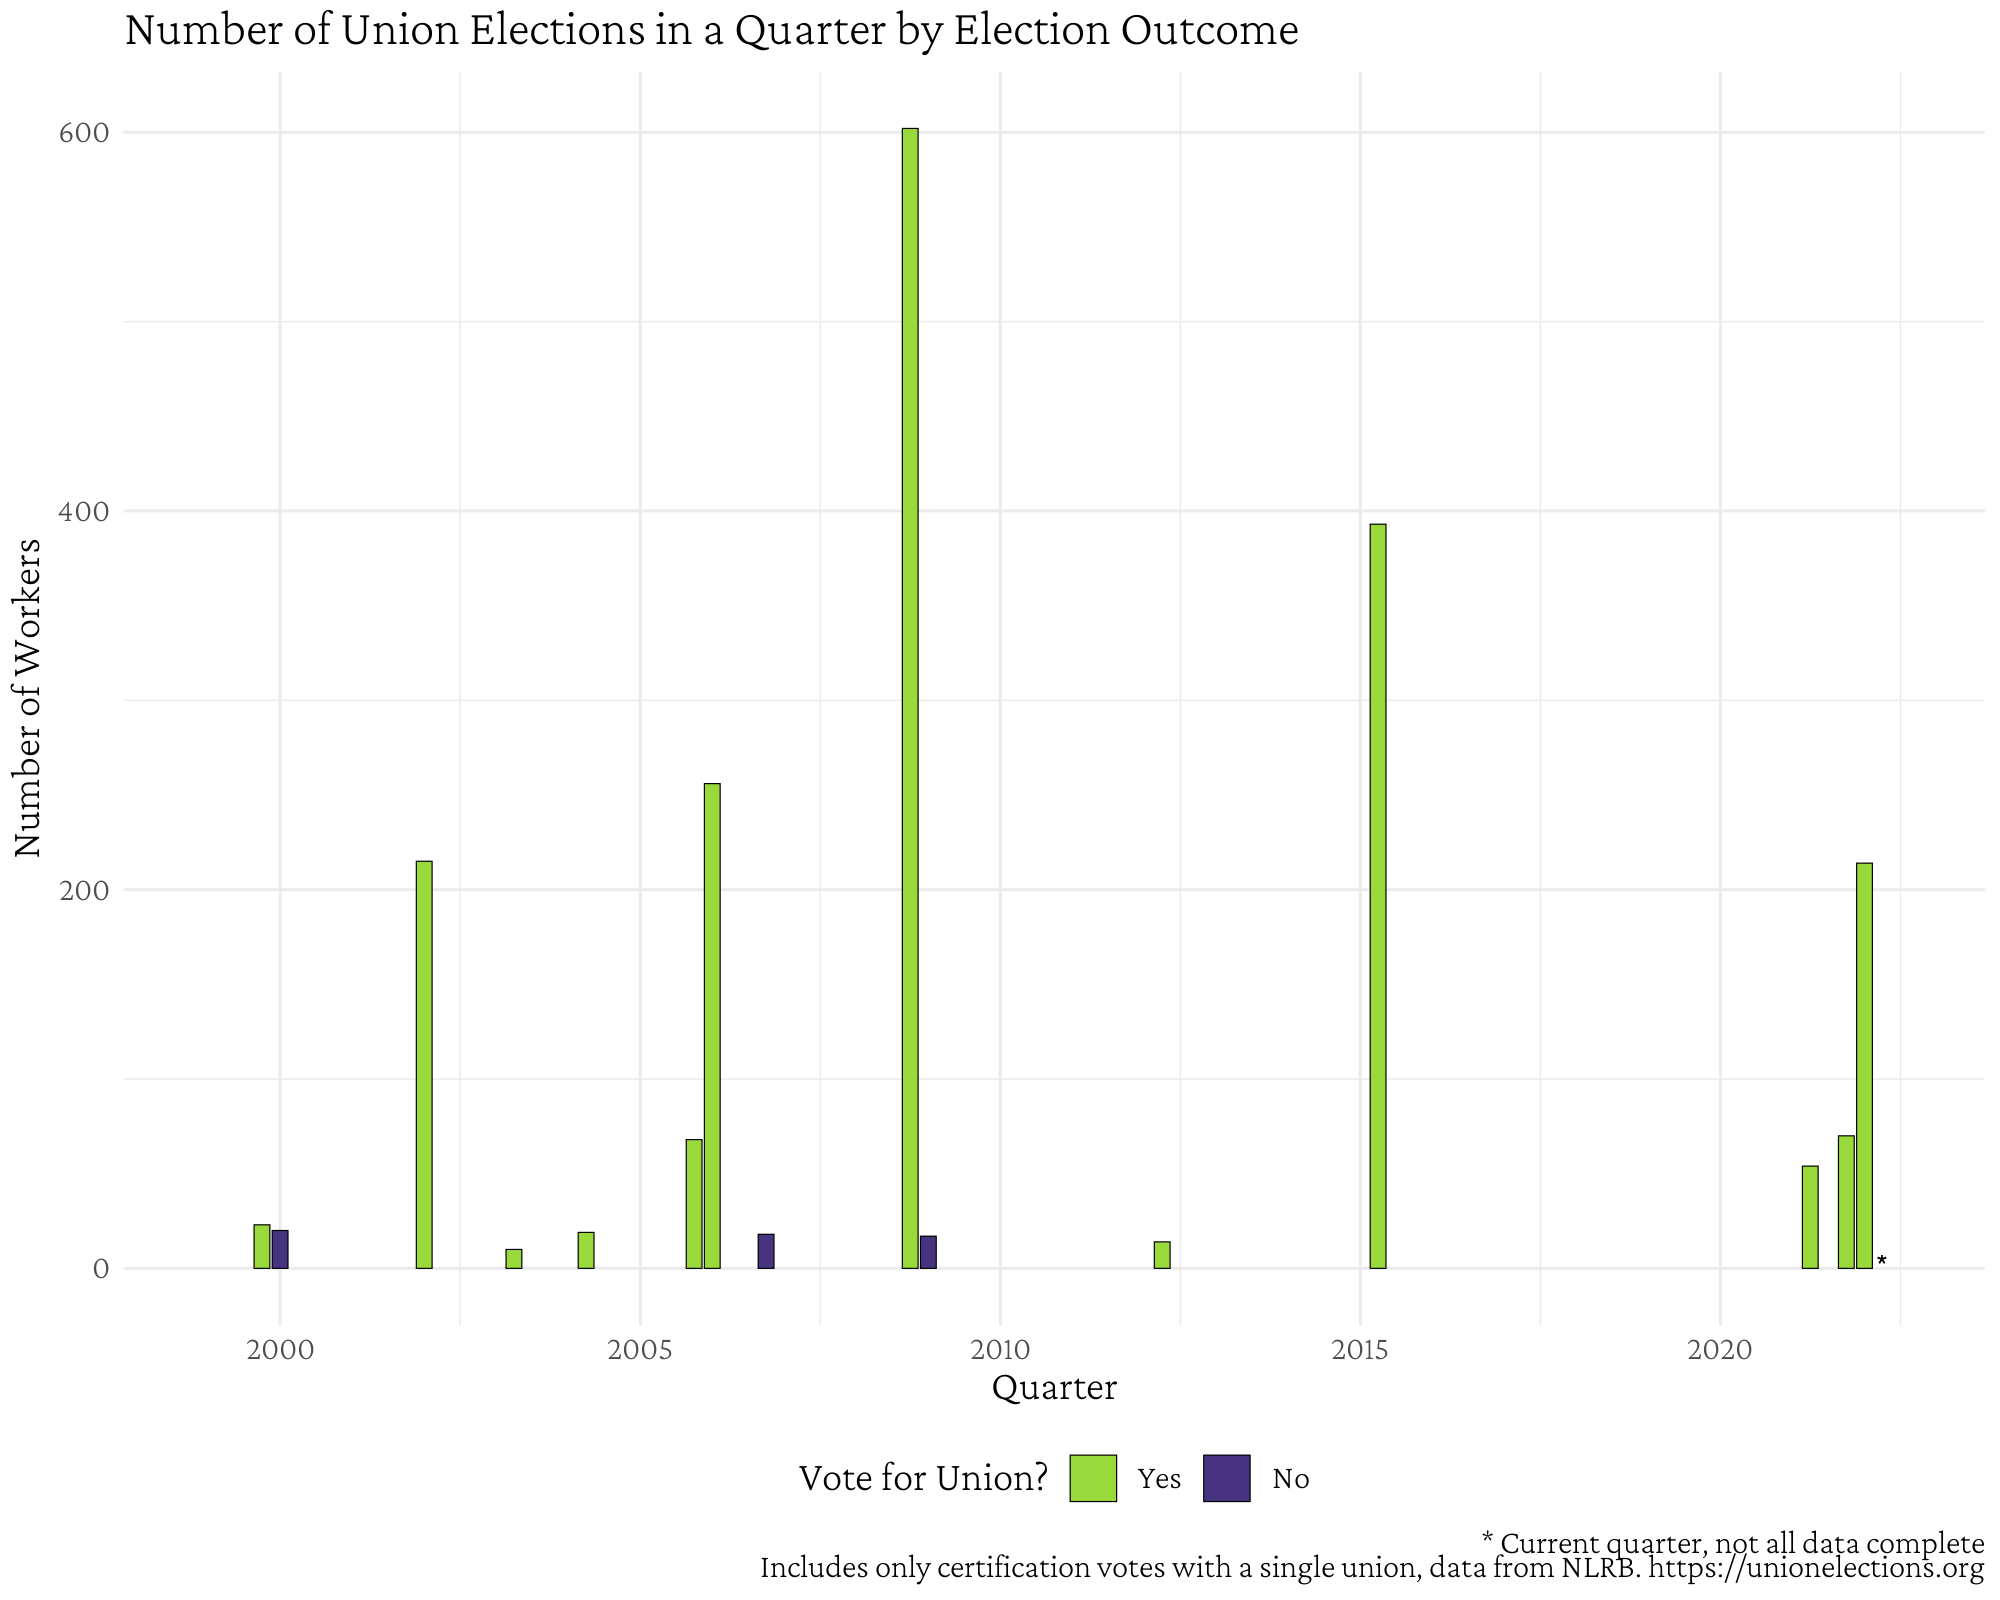 Number of Union Elections in a Quarter by Election Outcome
600
400
200
0
Number of Workers
*
2000 2005 2010 2015 2020
Quarter
Vote for Union? Yes No
* Current quarter, not all data complete
Includes only certification votes with a single union, data from NLRB. https://unionelections.org